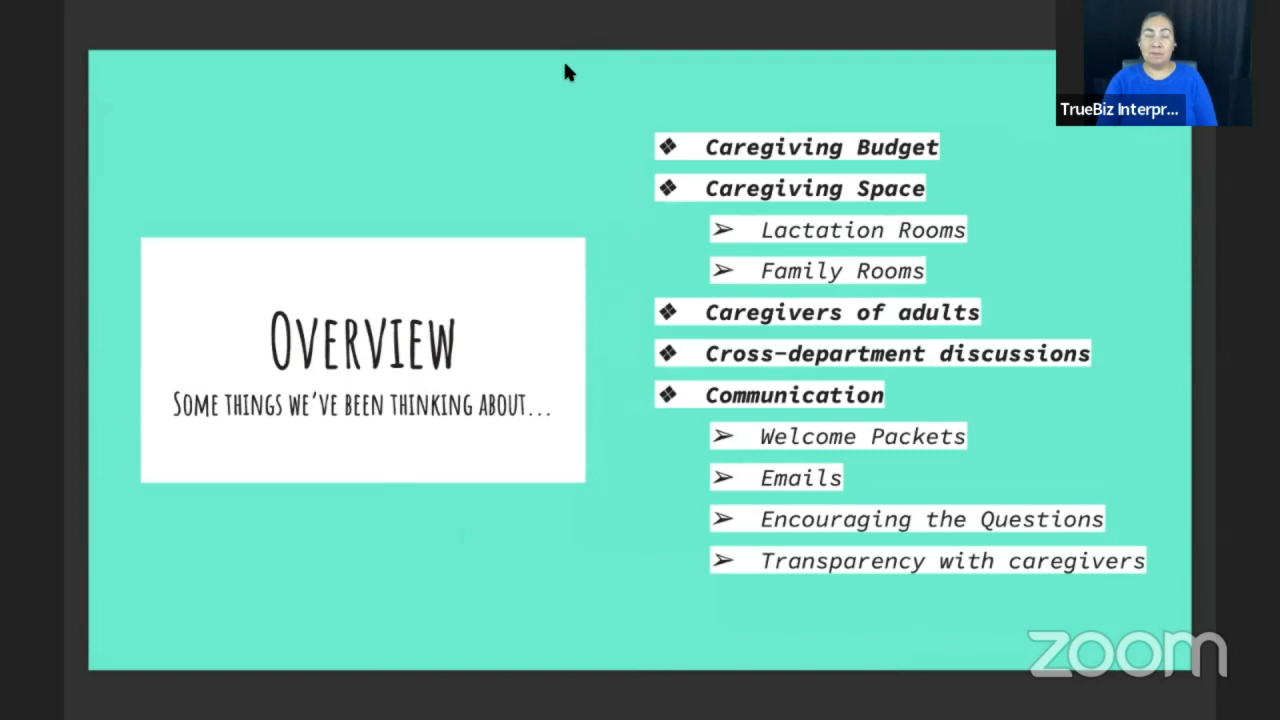 TrueBiz Interpr...
Overview
Some things we've been thinking about...
❖ Caregiving Budget
❖ Caregiving Space
➢ Lactation Rooms
➢ Family Rooms
❖ Caregivers of adults
❖ Cross-department discussions
❖ Communication
➢ Welcome Packets
➢ Emails
➢ Encouraging the Questions
➢ Transparency with caregivers
zoom